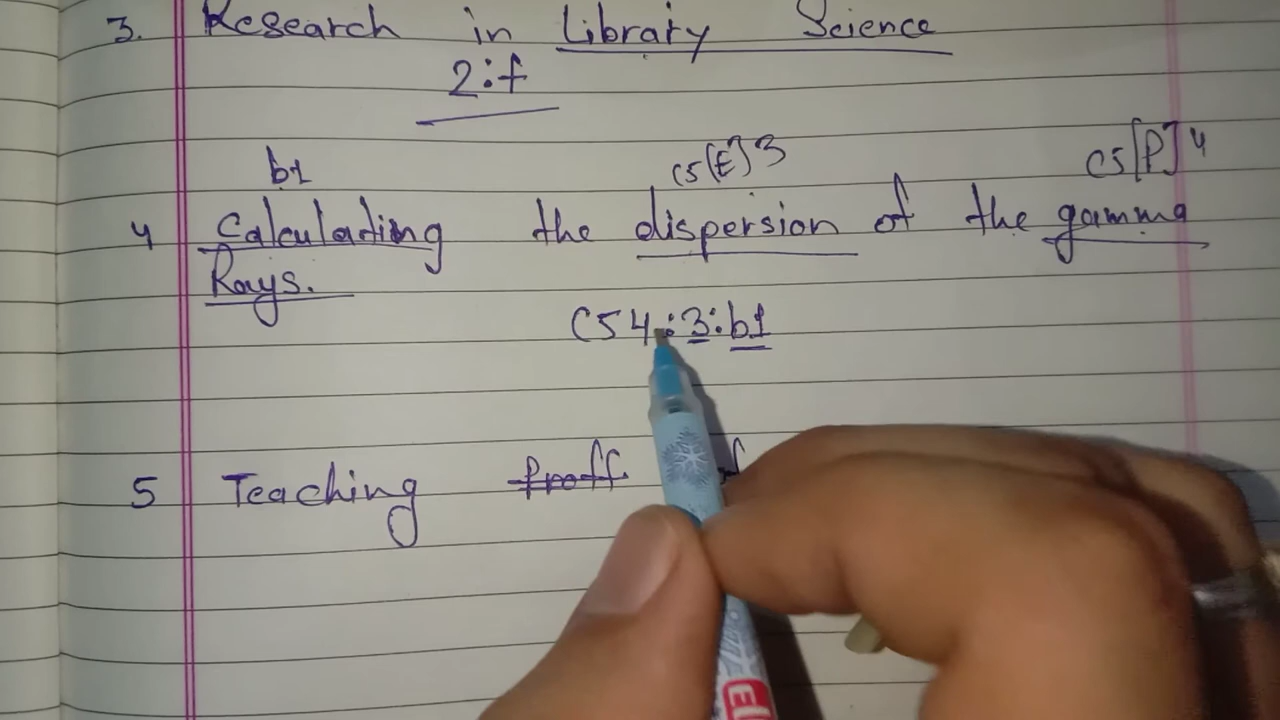 3. Research in Library Science
2:f
b1 C5[E]3 C5[P]4
4 Calculating the dispersion of the gamma
Rays.
C54:3:b1
5 Teaching
El